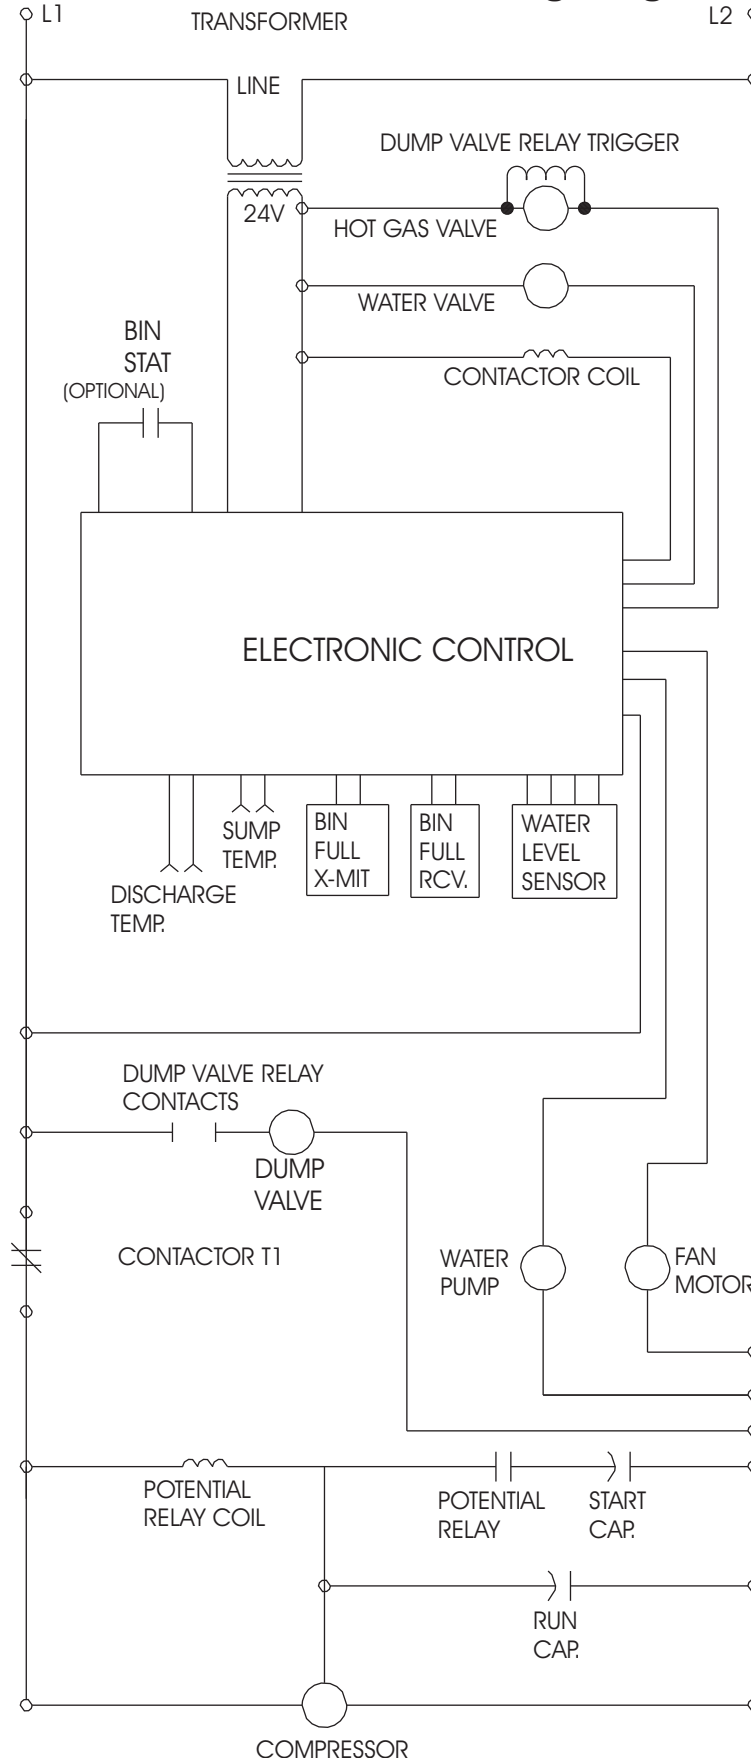 L1
TRANSFORMER
L2
LINE
DUMP VALVE RELAY TRIGGER
24V
HOT GAS VALVE
WATER VALVE
BIN
STAT
(OPTIONAL)
CONTACTOR COIL
ELECTRONIC CONTROL
DISCHARGE
TEMP.
SUMP
TEMP.
BIN
FULL
X-MIT
BIN
FULL
RCV.
WATER
LEVEL
SENSOR
DUMP VALVE RELAY
CONTACTS
DUMP
VALVE
CONTACTOR T1
WATER
PUMP
FAN
MOTOR
POTENTIAL
RELAY COIL
POTENTIAL
RELAY
START
CAP.
RUN
CAP.
COMPRESSOR